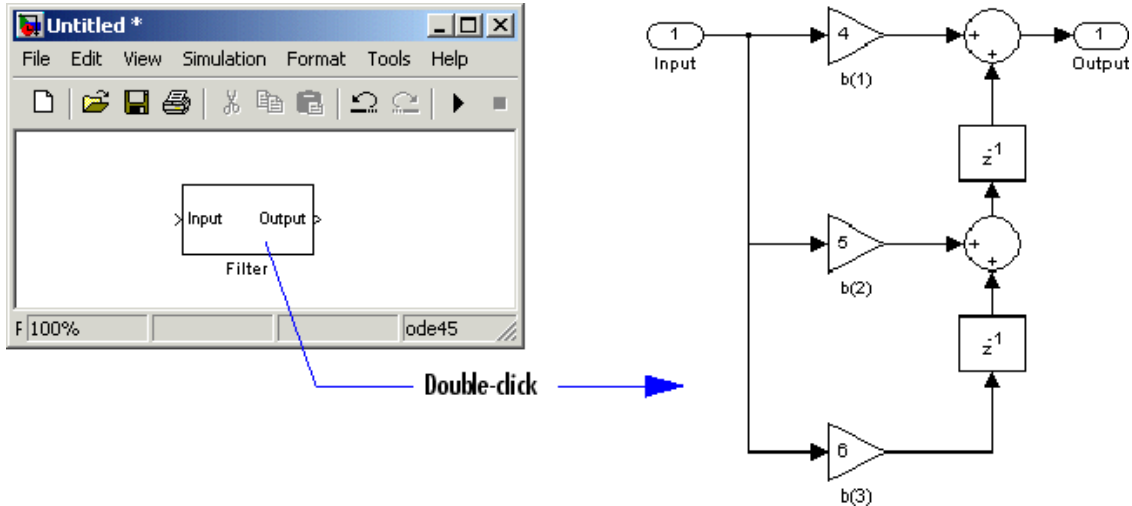 Untitled *
File Edit View Simulation Format Tools Help
Input Output
Filter
F 100% ode45
Double-click
1
Input
4
b(1)
+
+
1
Output
z-1
5
b(2)
+
+
z-1
6
b(3)